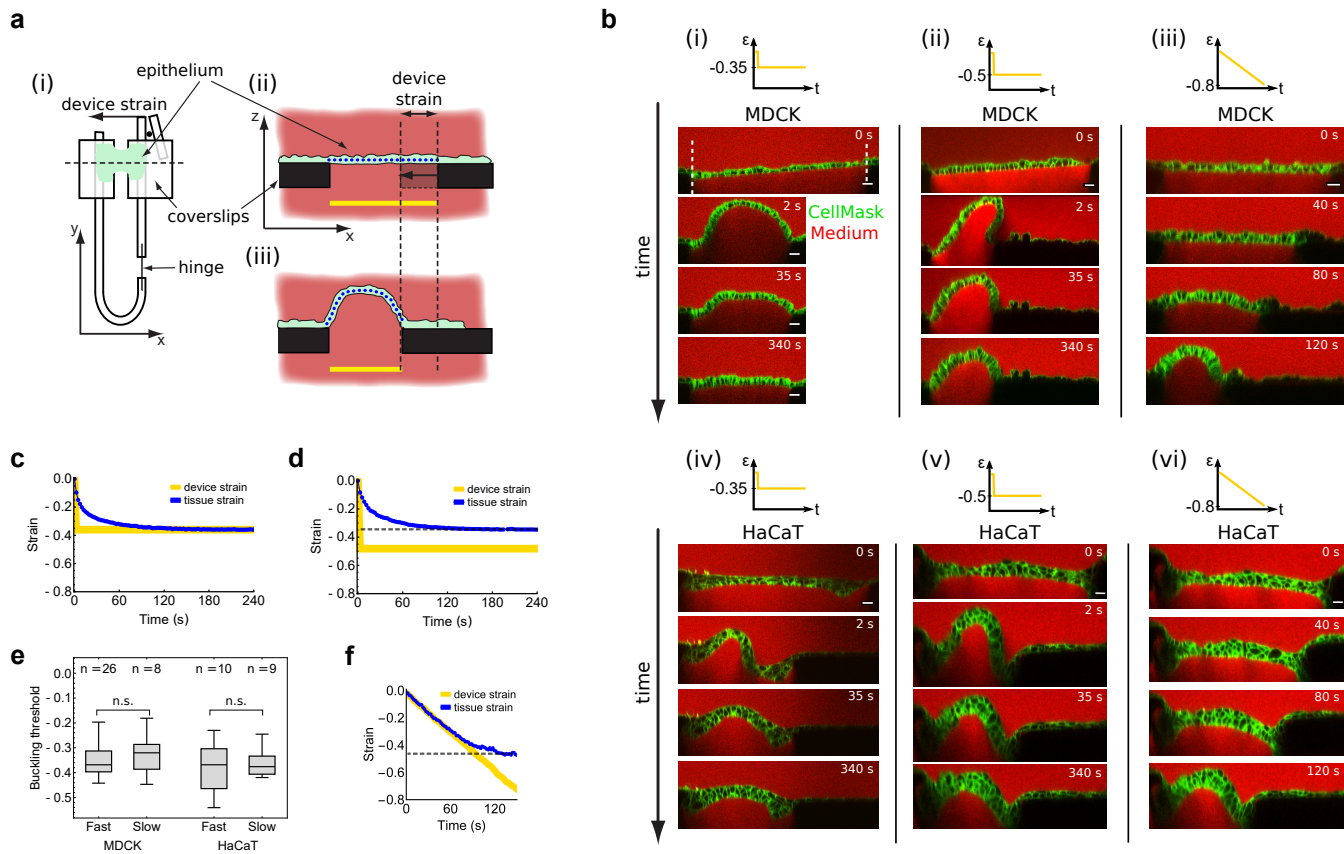 a
(i)
epithelium
device strain
coverslips
y
hinge
x
(ii)
device
strain
z
x
(iii)
b
time
(i)
ε
-0.35
t
MDCK
0 s
2 s
CellMask
Medium
35 s
340 s
(ii)
ε
-0.5
t
MDCK
0 s
2 s
35 s
340 s
(iii)
ε
-0.8
t
MDCK
0 s
40 s
80 s
120 s
time
(iv)
ε
-0.35
t
HaCaT
0 s
2 s
35 s
340 s
(v)
ε
-0.5
t
HaCaT
0 s
2 s
35 s
340 s
(vi)
ε
-0.8
t
HaCaT
0 s
40 s
80 s
120 s
c
Strain
0.0
- 0.2
- 0.4
- 0.6
- 0.8
device strain
tissue strain
0 60 120 180 240
Time (s)
d
Strain
0.0
- 0.2
- 0.4
- 0.6
- 0.8
device strain
tissue strain
0 60 120 180 240
Time (s)
e
Buckling threshold
0.0
- 0.1
- 0.2
- 0.3
- 0.4
- 0.5
n =26 n =8 n =10 n =9
n.s. n.s.
Fast Slow Fast Slow
MDCK HaCaT
f
Strain
0.0
−0.2
−0.4
−0.6
−0.8
device strain
tissue strain
0 60 120
Time (s)